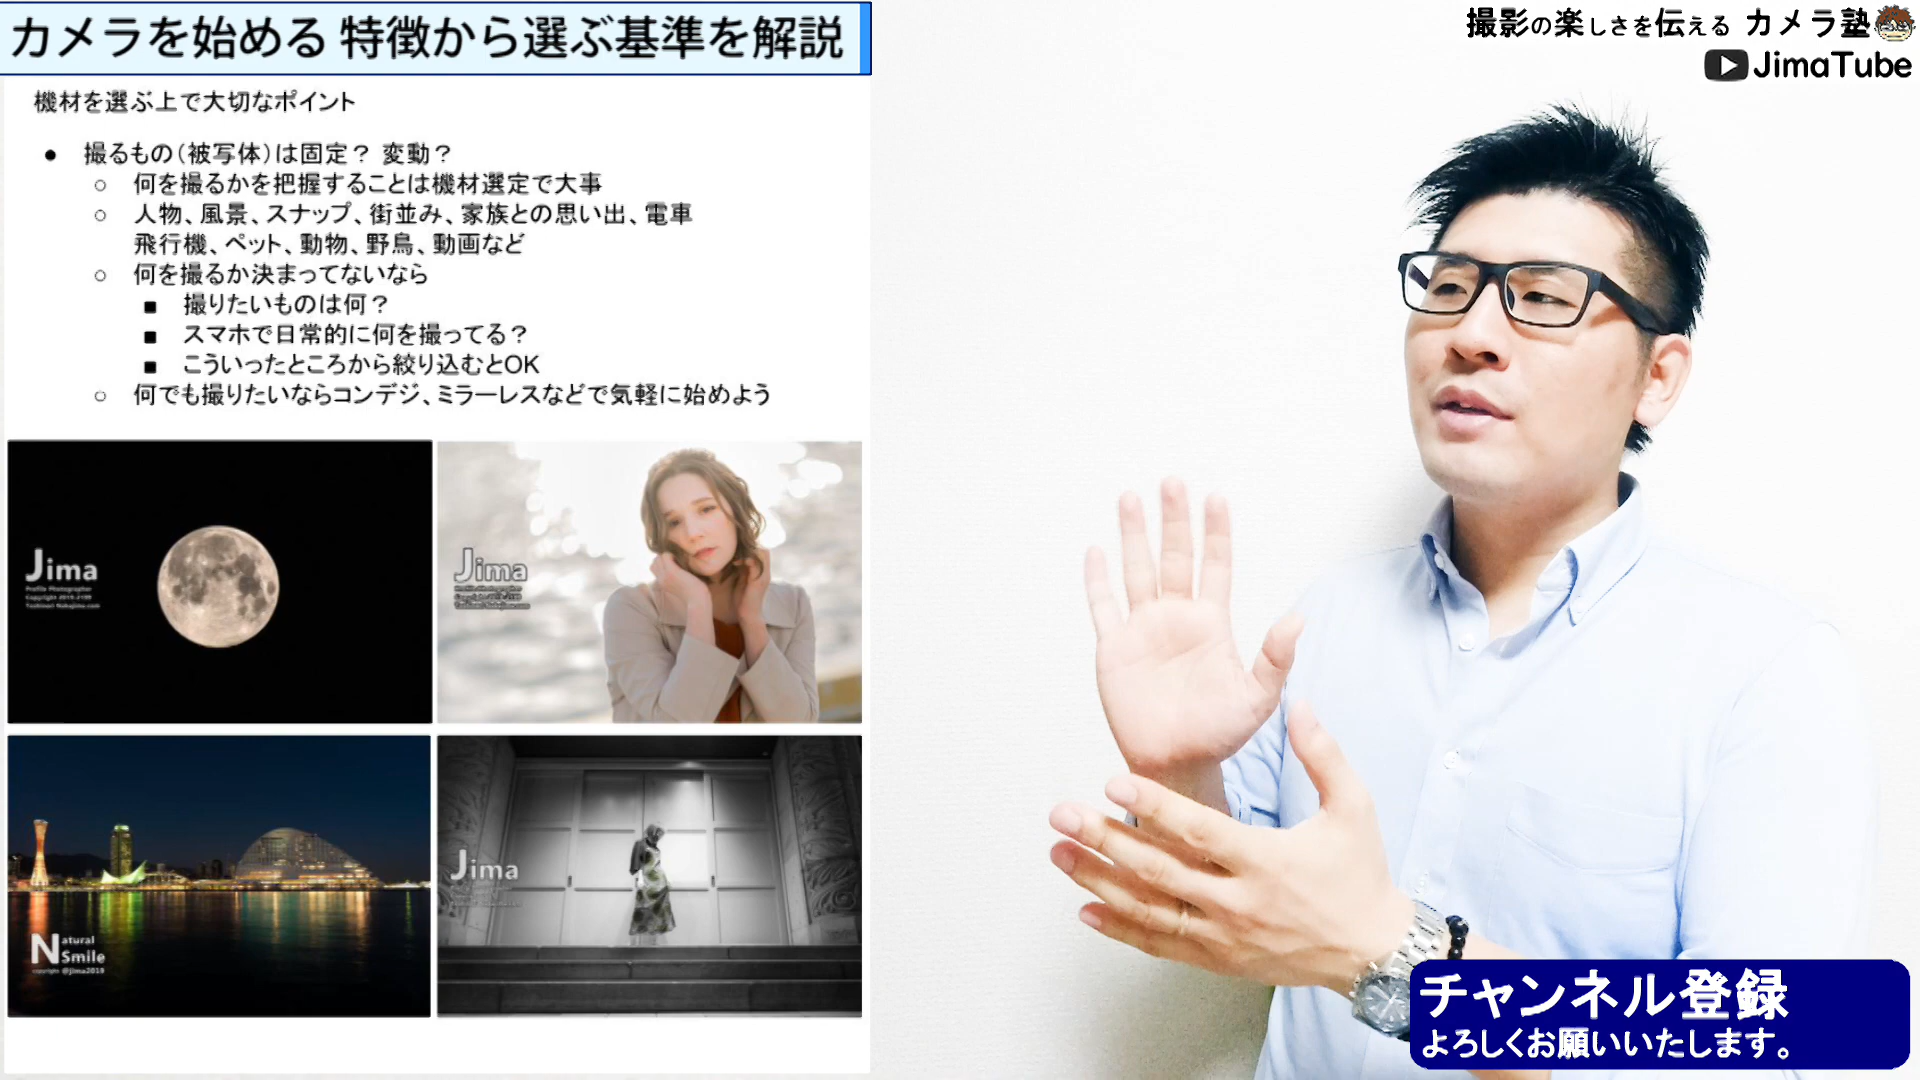 カメラを始める 特徴から選ぶ基準を解説
撮影の楽しさを伝える カメラ塾
JimaTube
機材を選ぶ上で大切なポイント
● 撮るもの(被写体)は固定？ 変動？
○ 何を撮るかを把握することは機材選定で大事
○ 人物、風景、スナップ、街並み、家族との思い出、電車
飛行機、ペット、動物、野鳥、動画など
○ 何を撮るか決まってないなら
■ 撮りたいものは何？
■ スマホで日常的に何を撮ってる？
■ こういったところから絞り込むとOK
○ 何でも撮りたいならコンデジ、ミラーレスなどで気軽に始めよう
Jima
Profile Photographer
Jima
Natural
Smile
copyright @jima2019
Jima
チャンネル登録
よろしくお願いいたします。